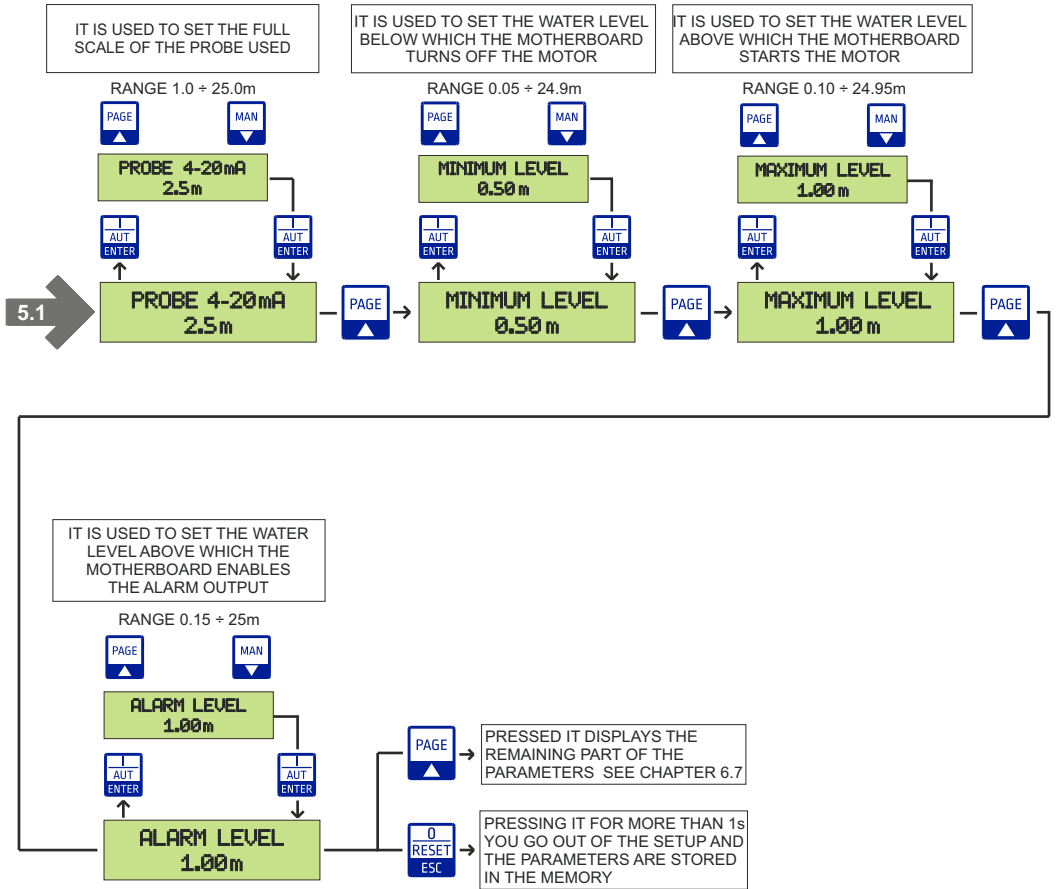 IT IS USED TO SET THE FULL
SCALE OF THE PROBE USED
RANGE 1.0 ÷ 25.0m
PAGE
MAN
PROBE 4-20mA
2.5m
I
AUT
ENTER
I
AUT
ENTER
5.1
PROBE 4-20mA
2.5m
PAGE
IT IS USED TO SET THE WATER LEVEL
BELOW WHICH THE MOTHERBOARD
TURNS OFF THE MOTOR
RANGE 0.05 ÷ 24.9m
PAGE
MAN
MINIMUM LEVEL
0.50 m
I
AUT
ENTER
I
AUT
ENTER
MINIMUM LEVEL
0.50 m
PAGE
IT IS USED TO SET THE WATER LEVEL
ABOVE WHICH THE MOTHERBOARD
STARTS THE MOTOR
RANGE 0.10 ÷ 24.95m
PAGE
MAN
MAXIMUM LEVEL
1.00 m
I
AUT
ENTER
I
AUT
ENTER
MAXIMUM LEVEL
1.00 m
PAGE
IT IS USED TO SET THE WATER
LEVEL ABOVE WHICH THE
MOTHERBOARD ENABLES
THE ALARM OUTPUT
RANGE 0.15 ÷ 25m
PAGE
MAN
ALARM LEVEL
1.00m
I
AUT
ENTER
I
AUT
ENTER
ALARM LEVEL
1.00m
PAGE
PRESSED IT DISPLAYS THE
REMAINING PART OF THE
PARAMETERS SEE CHAPTER 6.7
0
RESET
ESC
PRESSING IT FOR MORE THAN 1s
YOU GO OUT OF THE SETUP AND
THE PARAMETERS ARE STORED
IN THE MEMORY